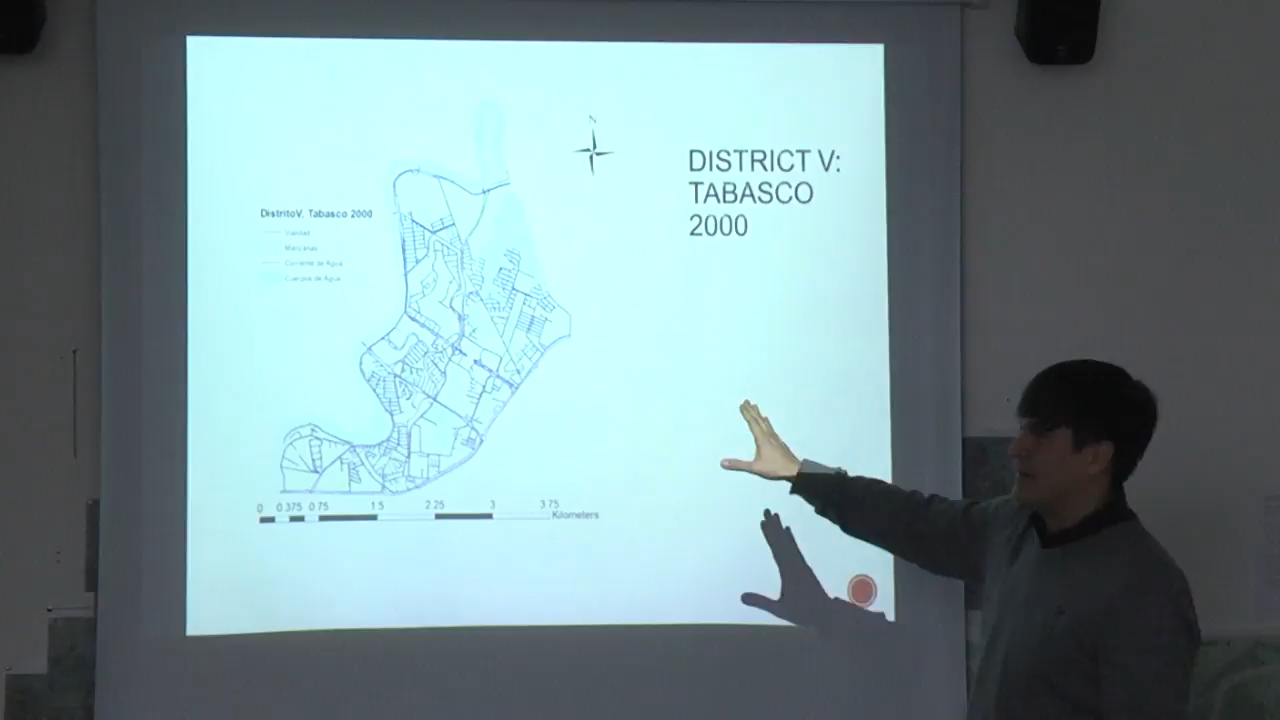 N
DISTRICT V:
TABASCO
2000
DistritoV, Tabasco 2000
Vialidad
Manzanas
Corriente de Agua
Cuerpos de Agua
0 0.375 0.75 1.5 2.25 3 3.75
Kilometers